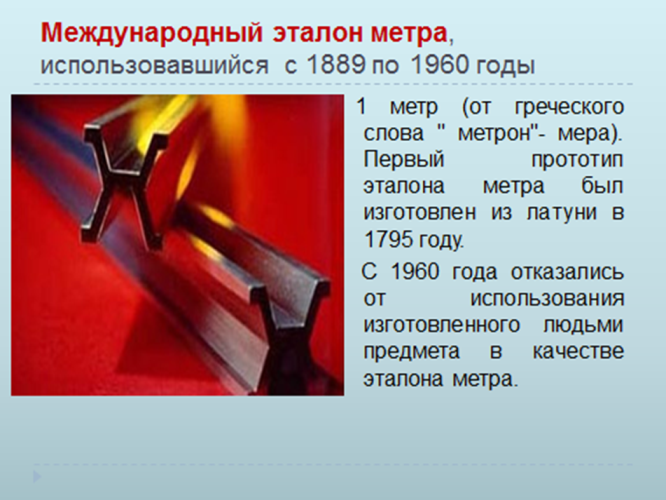 Международный эталон метра,
использовавшийся с 1889 по 1960 годы
1 метр (от греческого
слова " метрон"- мера).
Первый прототип
эталона метра был
изготовлен из латуни в
1795 году.
С 1960 года отказались
от использования
изготовленного людьми
предмета в качестве
эталона метра.